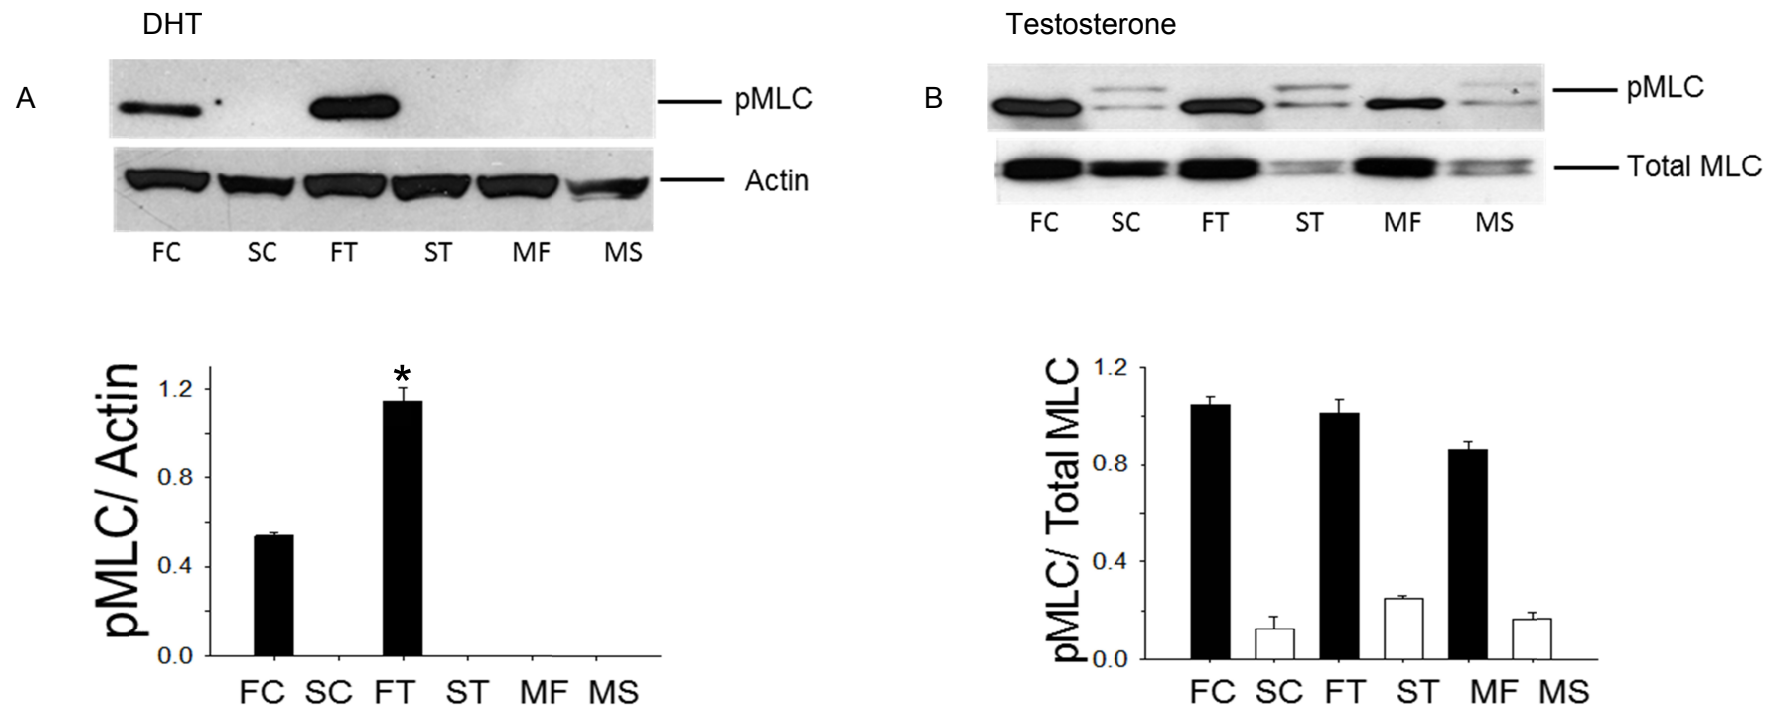 DHT
A
pMLC
Actin
FC SC FT ST MF MS
pMLC/ Actin
1.2
0.8
0.4
0.0
*
FC SC FT ST MF MS
Testosterone
B
pMLC
Total MLC
FC SC FT ST MF MS
pMLC/ Total MLC
1.2
0.8
0.4
0.0
FC SC FT ST MF MS